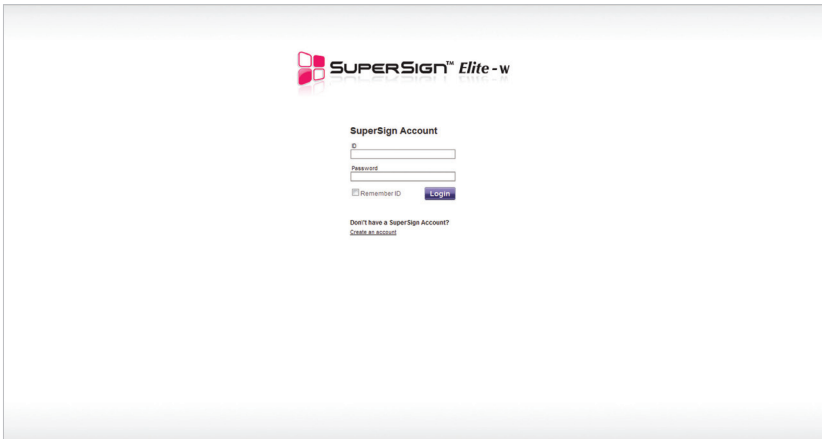 SUPERSIGN™ Elite - w
SuperSign Account
ID
Password
Remember ID
Login
Don't have a SuperSign Account?
Create an account